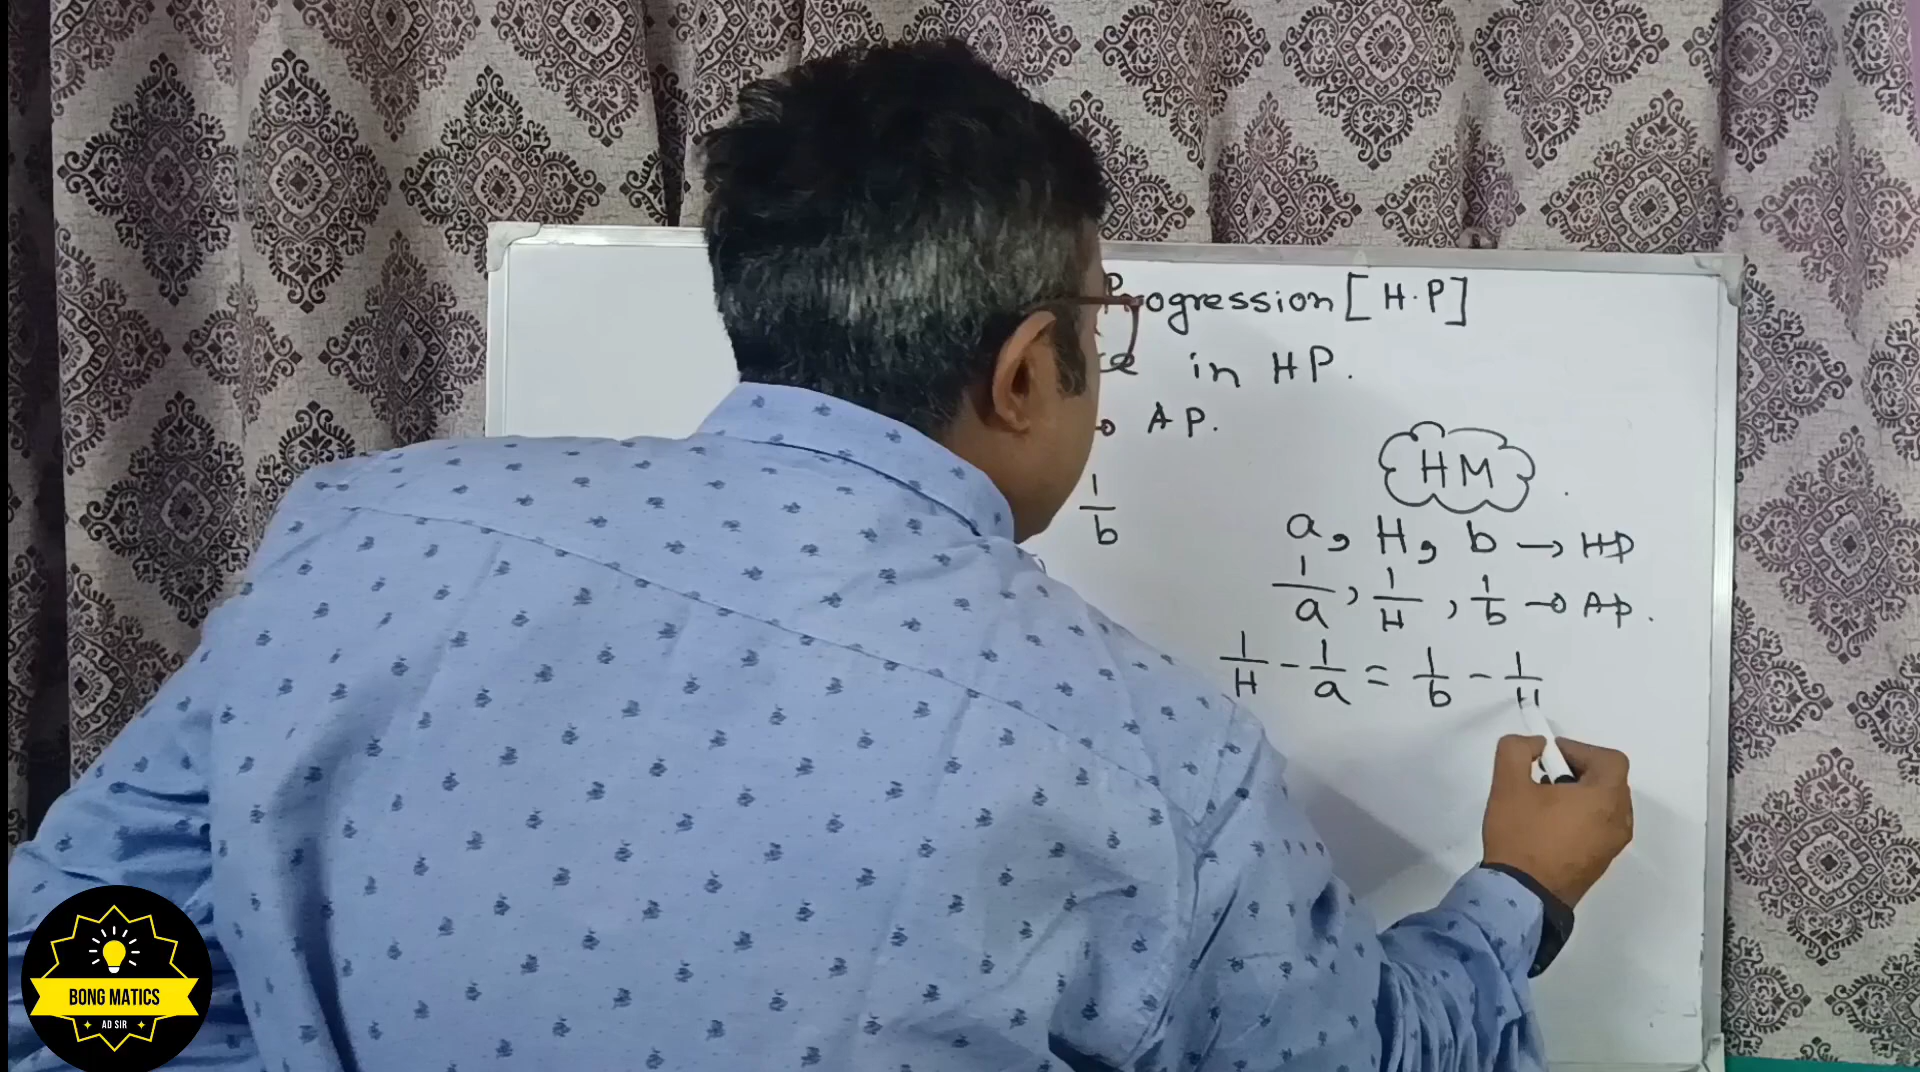 Progression [H.P]
in HP.
→ AP.
1/b
HM
a, H, b → HP
1/a, 1/H, 1/b → AP.
1/H - 1/a = 1/b - 1/H
BONG MATICS
AD SIR